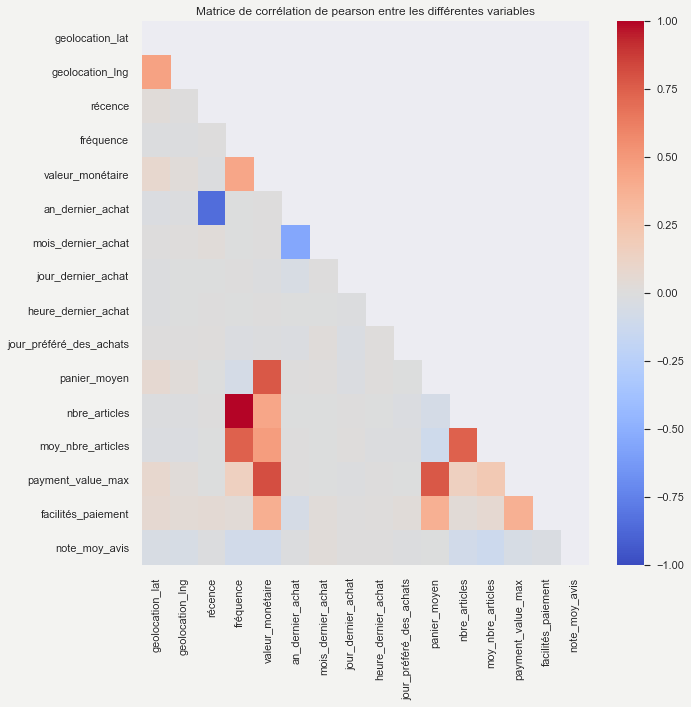 Matrice de corrélation de pearson entre les différentes variables
geolocation_lat
geolocation_lng
récence
fréquence
valeur_monétaire
an_dernier_achat
mois_dernier_achat
jour_dernier_achat
heure_dernier_achat
jour_préféré_des_achats
panier_moyen
nbre_articles
moy_nbre_articles
payment_value_max
facilités_paiement
note_moy_avis
geolocation_lat
geolocation_lng
récence
fréquence
valeur_monétaire
an_dernier_achat
mois_dernier_achat
jour_dernier_achat
heure_dernier_achat
jour_préféré_des_achats
panier_moyen
nbre_articles
moy_nbre_articles
payment_value_max
facilités_paiement
note_moy_avis
1.00
0.75
0.50
0.25
0.00
−0.25
−0.50
−0.75
−1.00